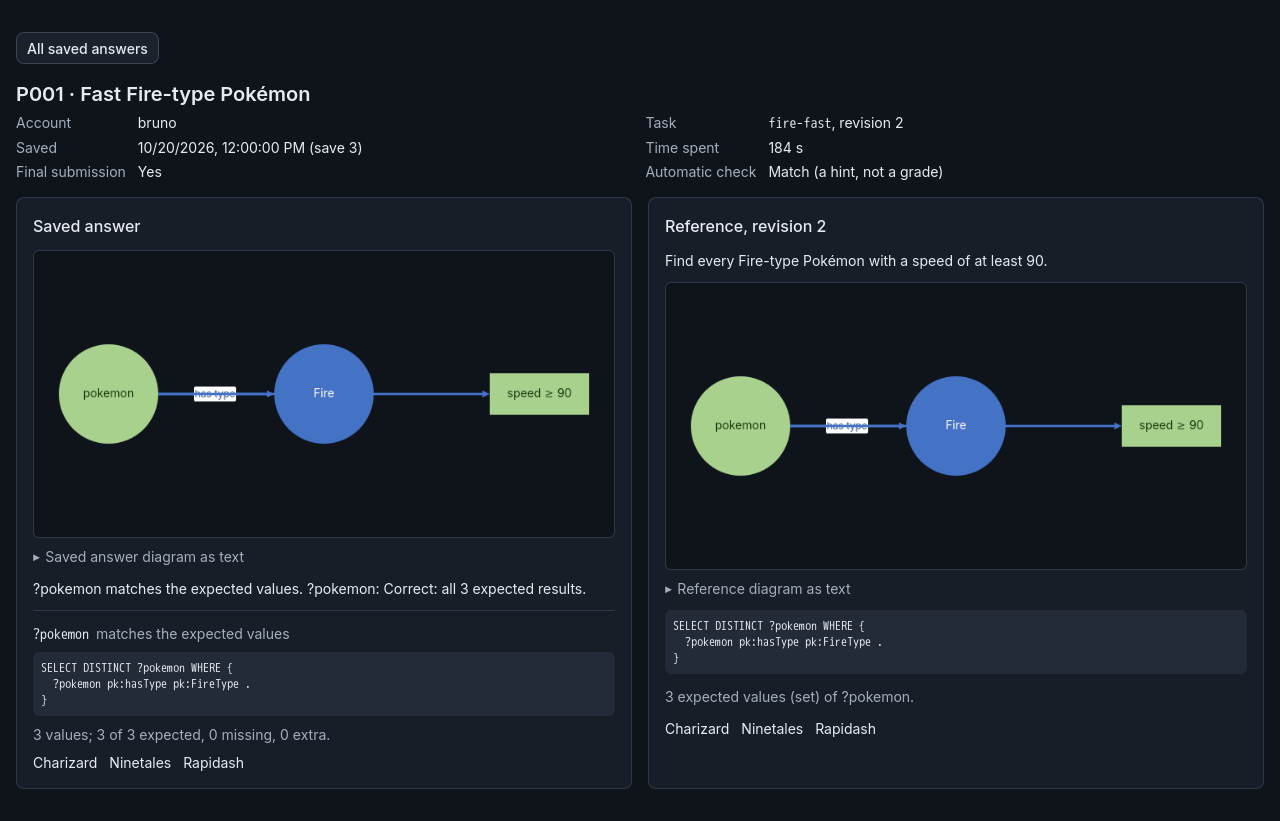 All saved answers
P001 · Fast Fire-type Pokémon
Account bruno
Saved 10/20/2026, 12:00:00 PM (save 3)
Final submission Yes
Task fire-fast, revision 2
Time spent 184 s
Automatic check Match (a hint, not a grade)
Saved answer
pokemon
has type
Fire
speed ≥ 90
▸ Saved answer diagram as text
?pokemon matches the expected values. ?pokemon: Correct: all 3 expected results.
?pokemon matches the expected values
SELECT DISTINCT ?pokemon WHERE {
  ?pokemon pk:hasType pk:FireType .
}
3 values; 3 of 3 expected, 0 missing, 0 extra.
Charizard Ninetales Rapidash
Reference, revision 2
Find every Fire-type Pokémon with a speed of at least 90.
pokemon
has type
Fire
speed ≥ 90
▸ Reference diagram as text
SELECT DISTINCT ?pokemon WHERE {
  ?pokemon pk:hasType pk:FireType .
}
3 expected values (set) of ?pokemon.
Charizard Ninetales Rapidash